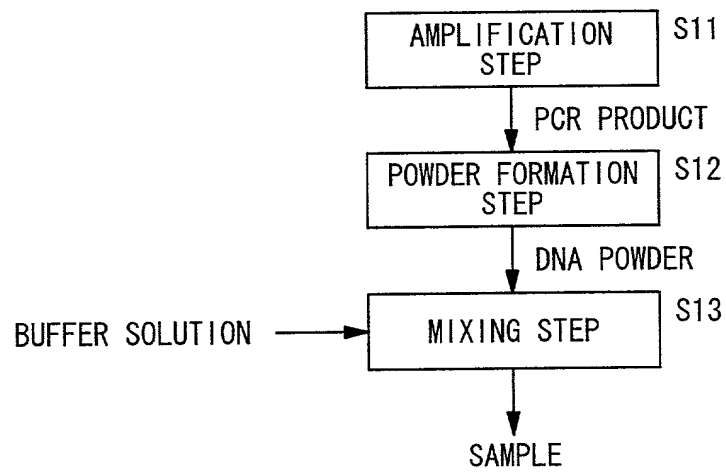 AMPLIFICATION
STEP
S11
PCR PRODUCT
POWDER FORMATION
STEP
S12
DNA POWDER
BUFFER SOLUTION
MIXING STEP
S13
SAMPLE